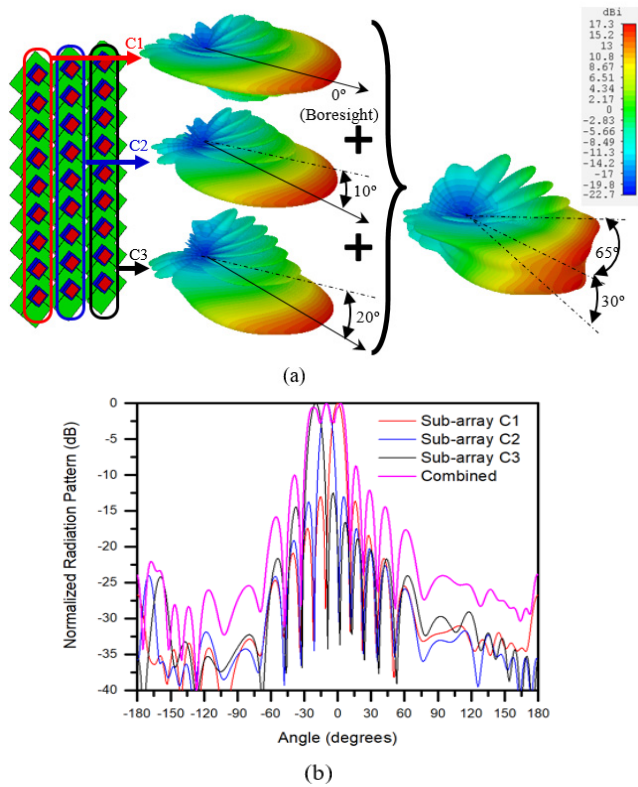 C1
C2
C3
0°
(Boresight)
10°
20°
+
+
65°
30°
dBi
17.3
13
10.8
8.67
6.51
4.34
2.17
0
-2.83
-5.66
-8.49
-11.3
-14.2
-17
-19.8
-22.7
(a)
Normalized Radiation Pattern (dB)
0
-5
-10
-15
-20
-25
-30
-35
-40
Sub-array C1
Sub-array C2
Sub-array C3
Combined
-180 -150 -120 -90 -60 -30 0 30 60 90 120 150 180
Angle (degrees)
(b)